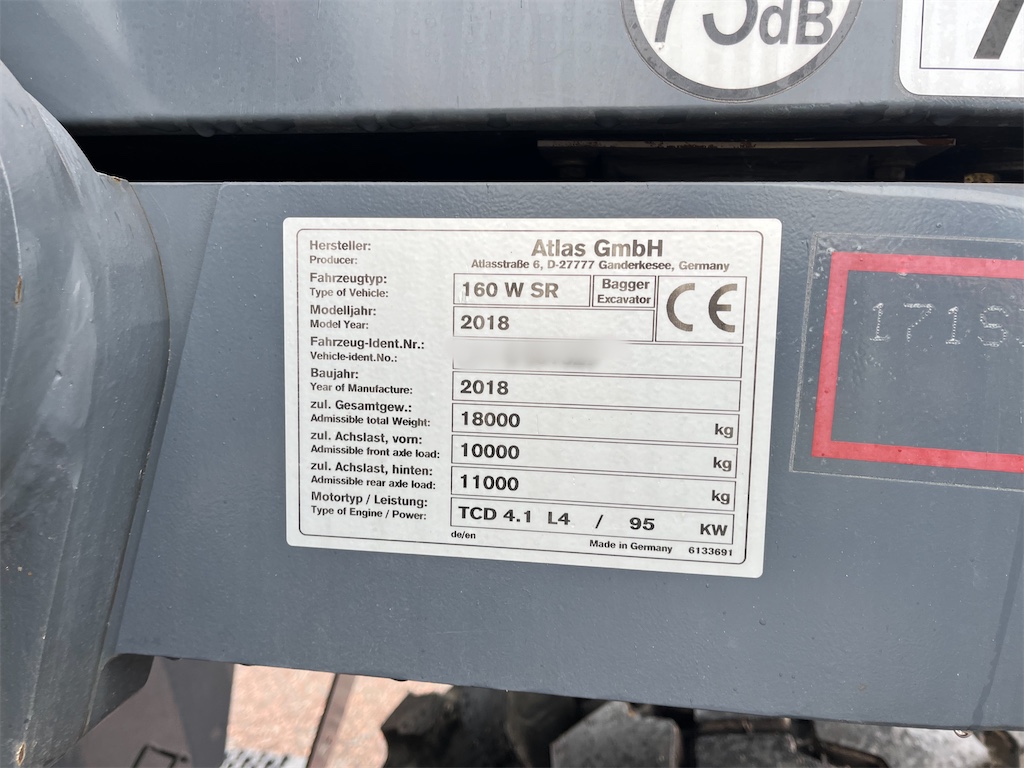 dB
Hersteller:
Producer:
Atlas GmbH
Atlasstraße 6, D-27777 Ganderkesee, Germany
Fahrzeugtyp:
Type of Vehicle:
160 W SR
Bagger
Excavator
CE
Modelljahr:
Model Year:
2018
Fahrzeug-Ident.Nr.:
Vehicle-ident.No.:
Baujahr:
Year of Manufacture:
2018
zul. Gesamtgew.:
Admissible total Weight:
18000 kg
zul. Achslast, vorn:
Admissible front axle load:
10000 kg
zul. Achslast, hinten:
Admissible rear axle load:
11000 kg
Motortyp / Leistung:
Type of Engine / Power:
TCD 4.1 L4 / 95 KW
de/en
Made in Germany 6133691
171S